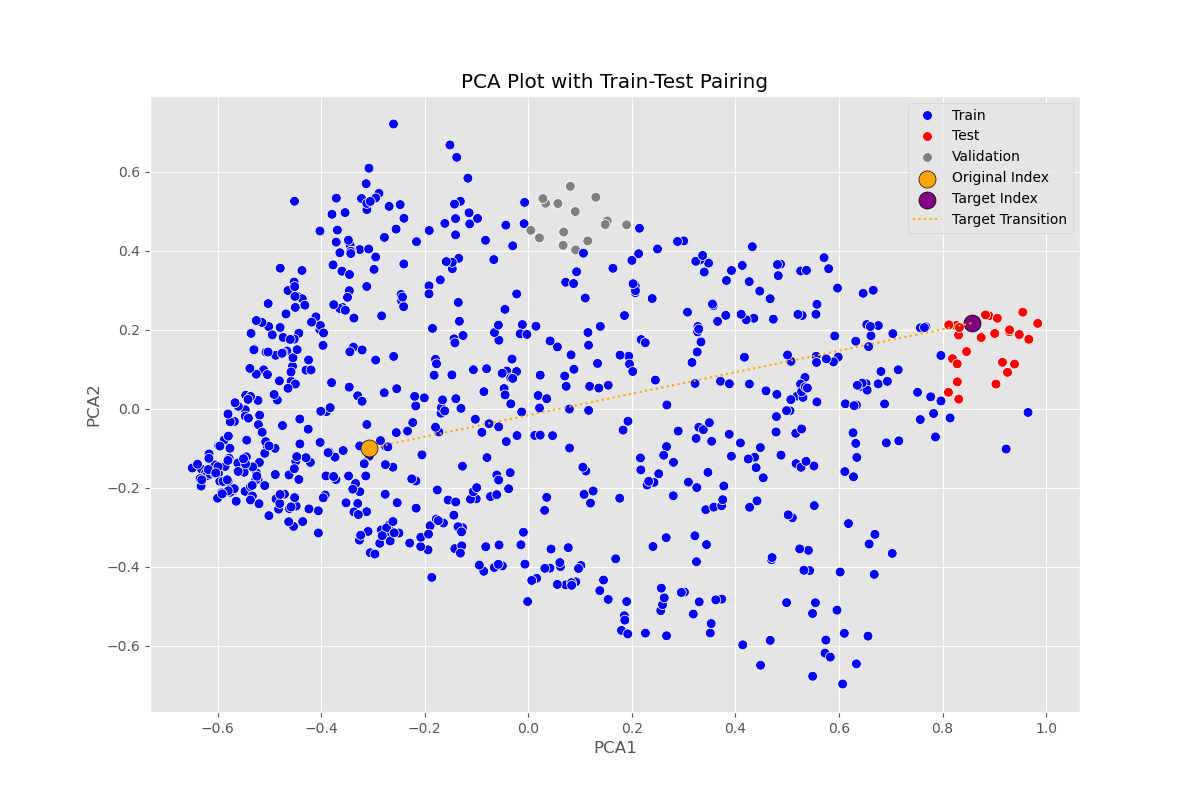 PCA Plot with Train-Test Pairing
Train
Test
Validation
Original Index
Target Index
Target Transition
PCA2
0.6
0.4
0.2
0.0
−0.2
−0.4
−0.6
−0.6 −0.4 −0.2 0.0 0.2 0.4 0.6 0.8 1.0
PCA1